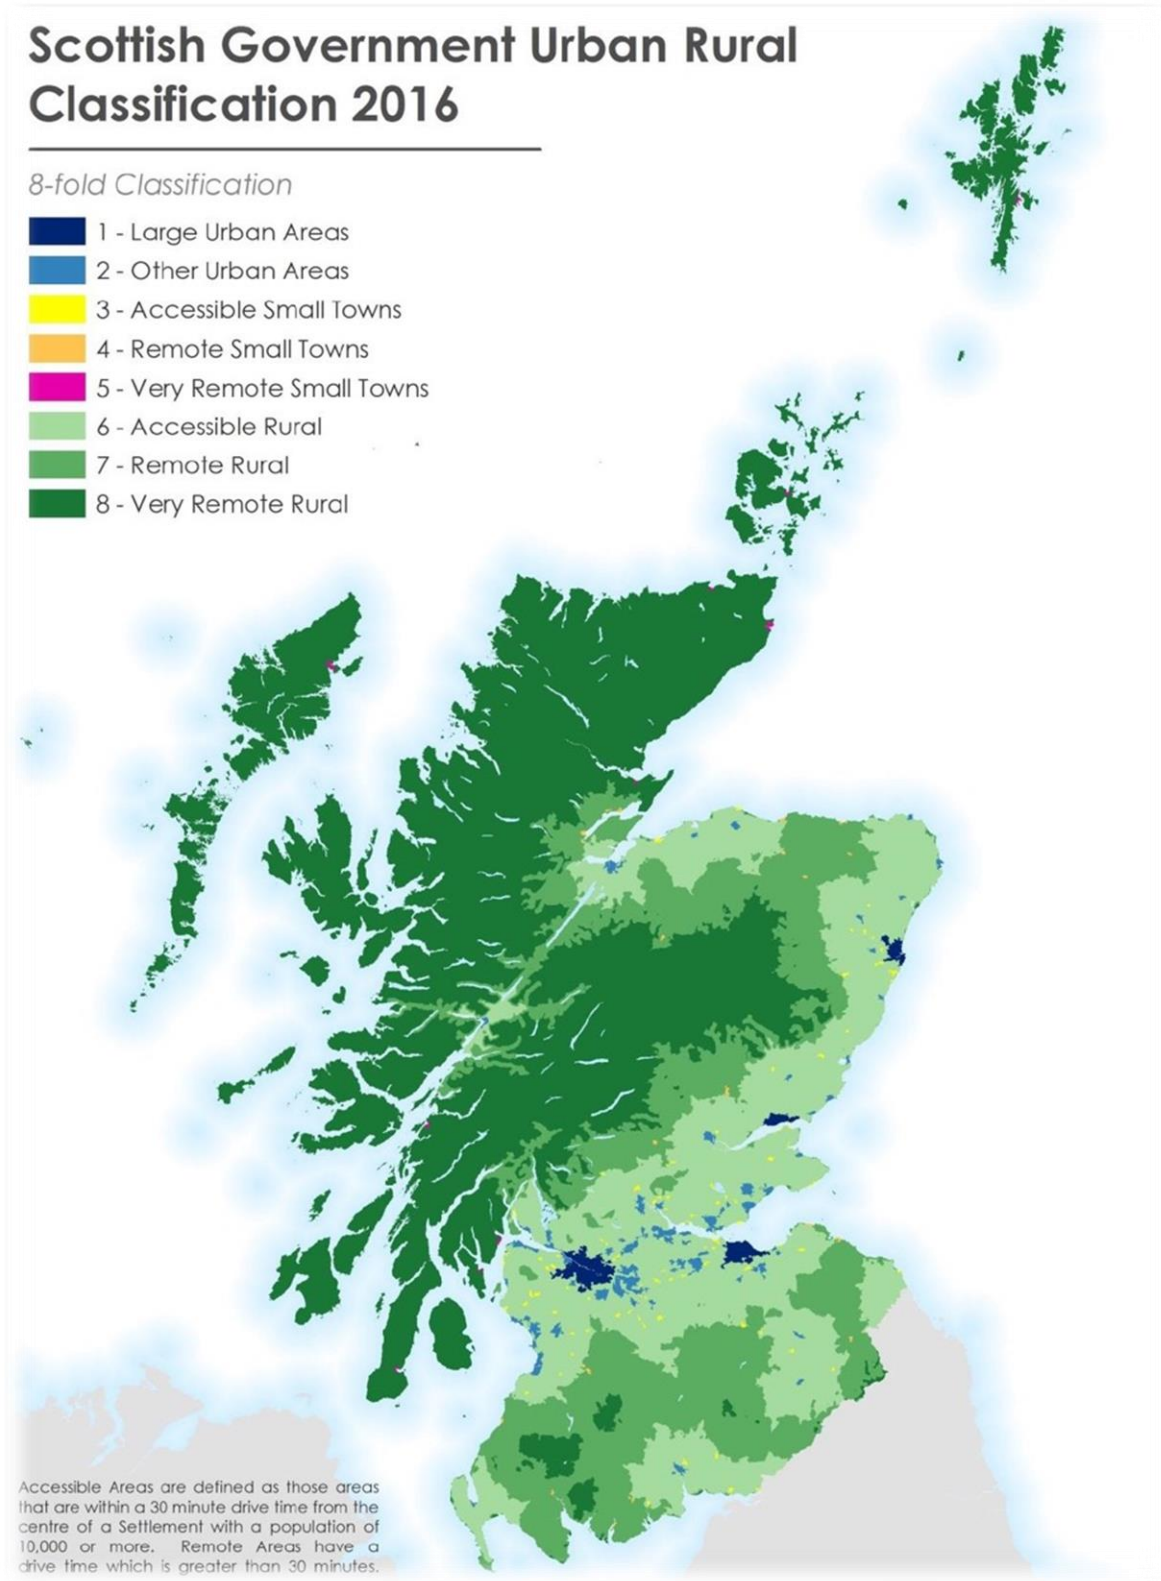 Scottish Government Urban Rural
Classification 2016
8-fold Classification
1 - Large Urban Areas
2 - Other Urban Areas
3 - Accessible Small Towns
4 - Remote Small Towns
5 - Very Remote Small Towns
6 - Accessible Rural
7 - Remote Rural
8 - Very Remote Rural
Accessible Areas are defined as those areas
that are within a 30 minute drive time from the
centre of a Settlement with a population of
10,000 or more. Remote Areas have a
drive time which is greater than 30 minutes.